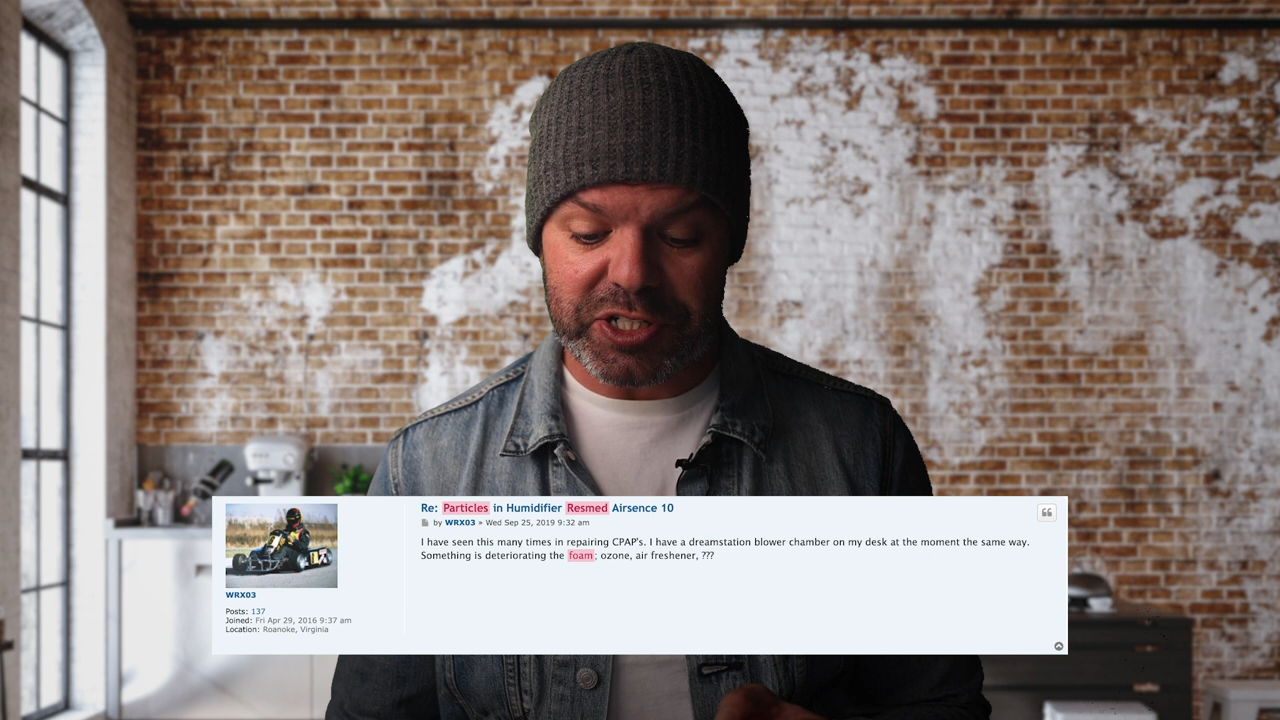 Re: Particles in Humidifier Resmed Airsence 10
by WRX03 » Wed Sep 25, 2019 9:32 am
I have seen this many times in repairing CPAP's. I have a dreamstation blower chamber on my desk at the moment the same way.
Something is deteriorating the foam; ozone, air freshener, ???
WRX03
Posts: 137
Joined: Fri Apr 29, 2016 9:37 am
Location: Roanoke, Virginia